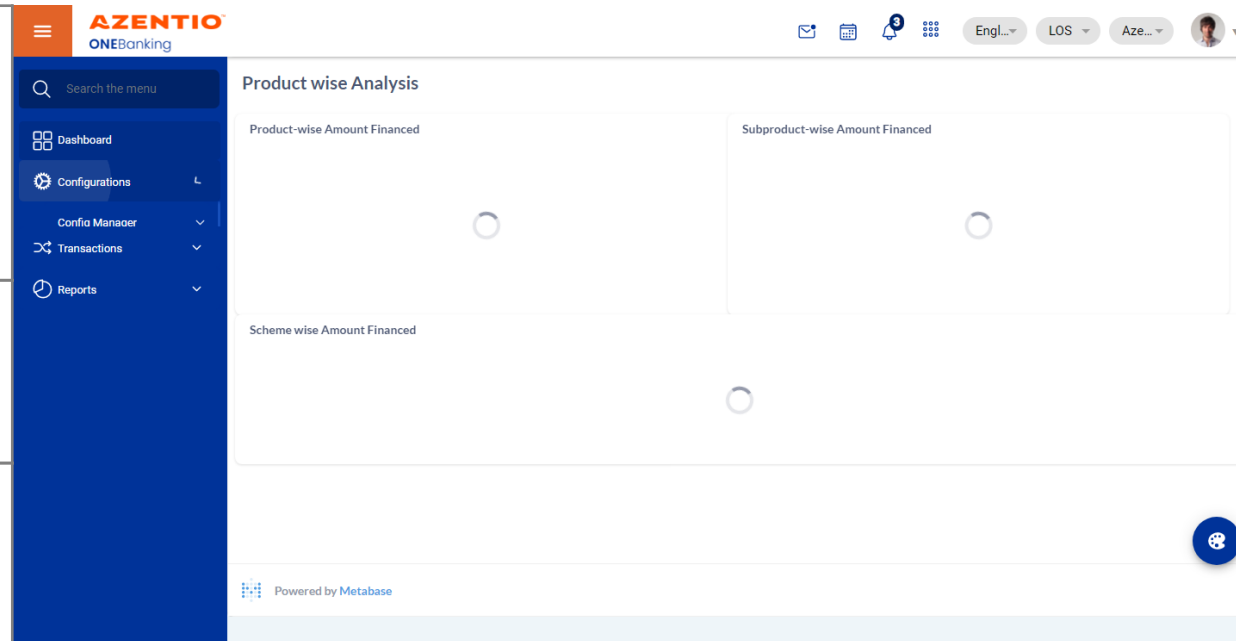 AZENTIO
ONEBanking
3
Engl...
LOS
Aze...
Search the menu
Dashboard
Configurations
Config Manager
Transactions
Reports
Product wise Analysis
Product-wise Amount Financed
Subproduct-wise Amount Financed
Scheme wise Amount Financed
Powered by Metabase